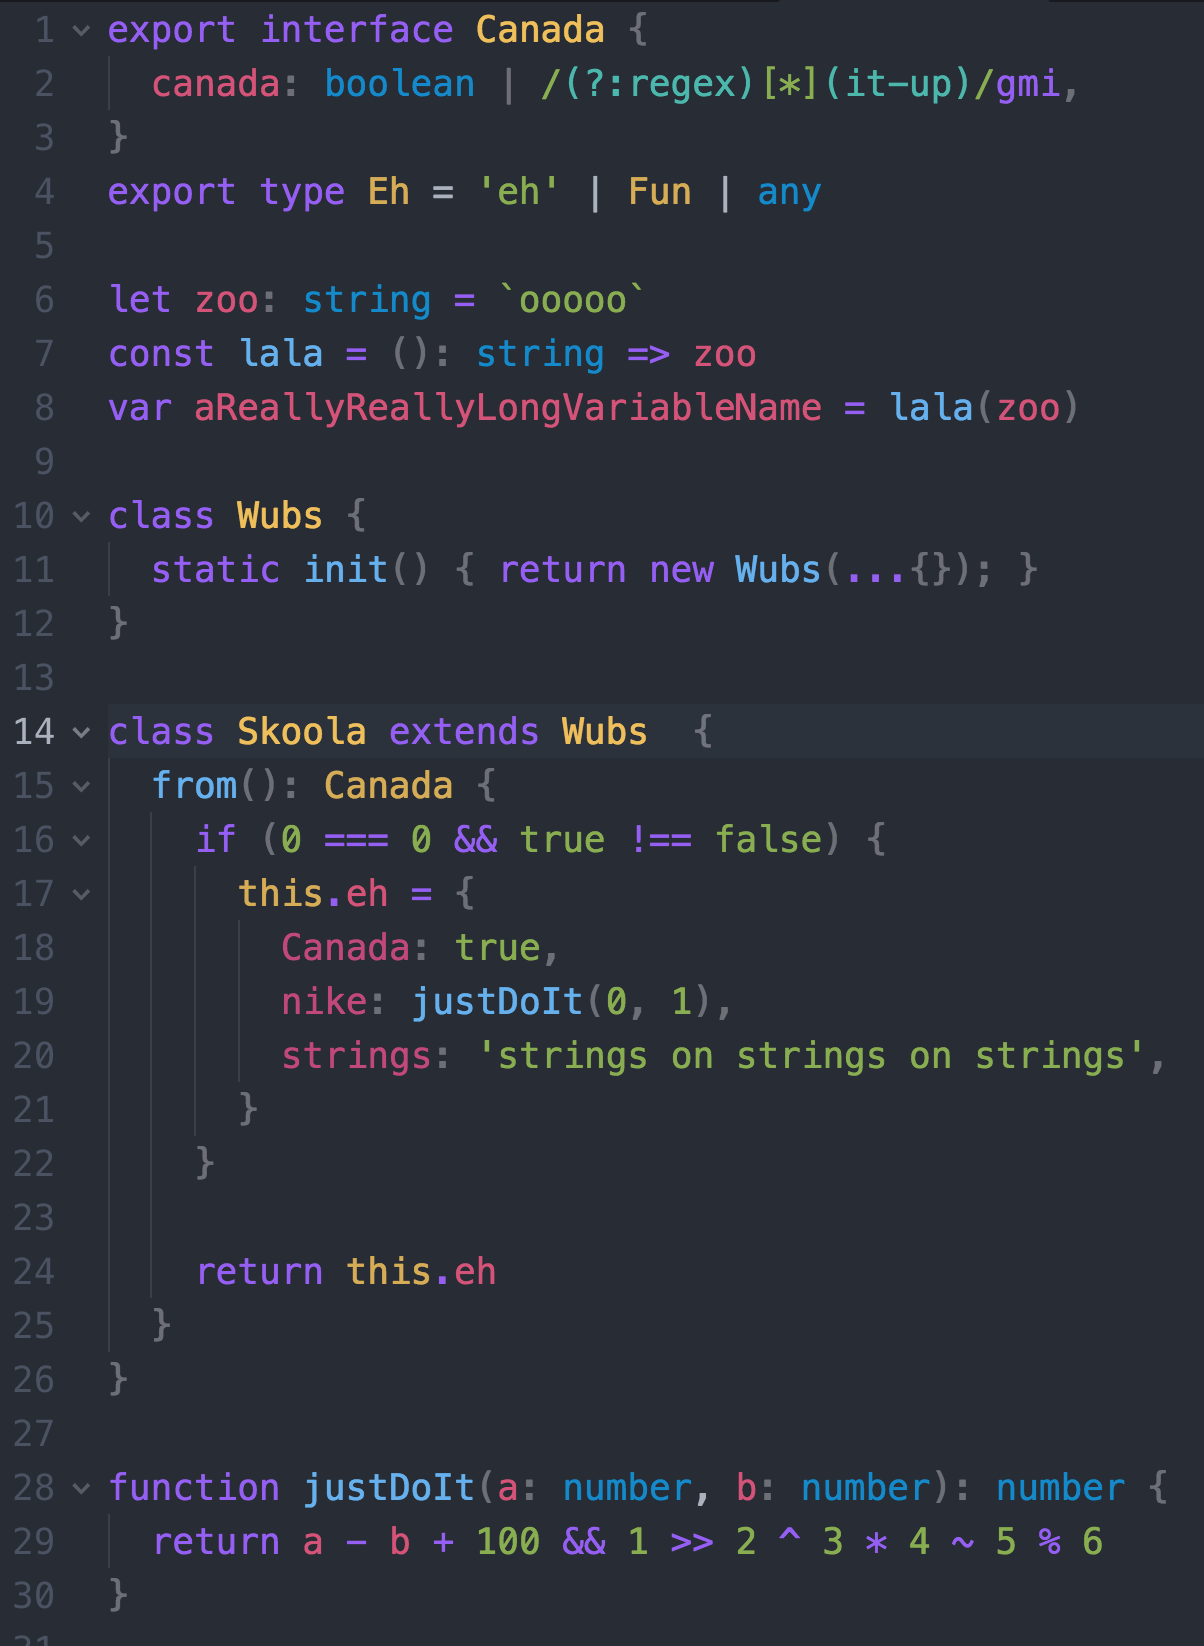 1 export interface Canada {
2   canada: boolean | /(?:regex)[*](it-up)/gmi,
3 }
4 export type Eh = 'eh' | Fun | any
5
6 let zoo: string = `ooooo`
7 const lala = (): string => zoo
8 var aReallyReallyLongVariableName = lala(zoo)
9
10 class Wubs {
11   static init() { return new Wubs(...{}); }
12 }
13
14 class Skoola extends Wubs  {
15   from(): Canada {
16     if (0 === 0 && true !== false) {
17       this.eh = {
18         Canada: true,
19         nike: justDoIt(0, 1),
20         strings: 'strings on strings on strings',
21       }
22     }
23
24     return this.eh
25   }
26 }
27
28 function justDoIt(a: number, b: number): number {
29   return a - b + 100 && 1 >> 2 ^ 3 * 4 ~ 5 % 6
30 }
31